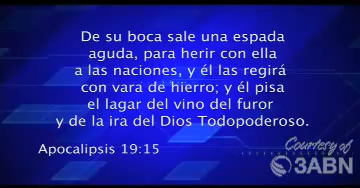 De su boca sale una espada
aguda, para herir con ella
a las naciones, y él las regirá
con vara de hierro; y él pisa
el lagar del vino del furor
y de la ira del Dios Todopoderoso.
Apocalipsis 19:15
Courtesy of
3ABN